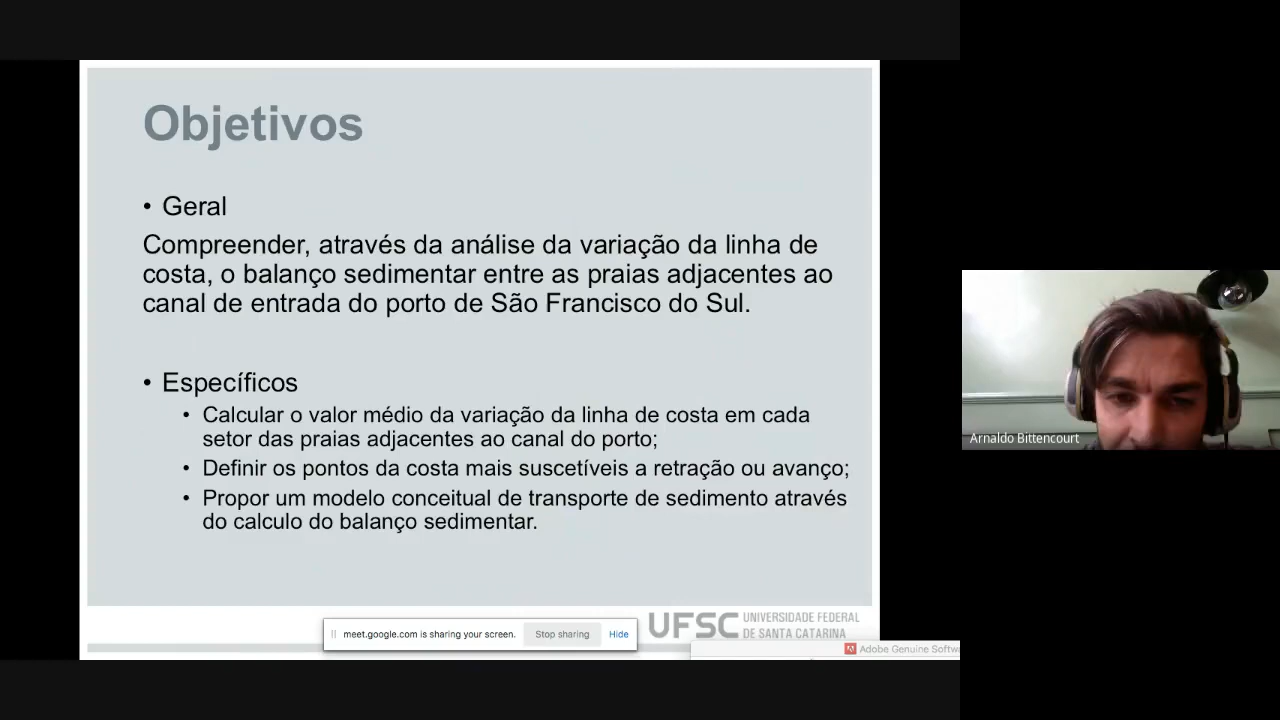 Objetivos
• Geral
Compreender, através da análise da variação da linha de
costa, o balanço sedimentar entre as praias adjacentes ao
canal de entrada do porto de São Francisco do Sul.
• Específicos
• Calcular o valor médio da variação da linha de costa em cada
setor das praias adjacentes ao canal do porto;
• Definir os pontos da costa mais suscetíveis a retração ou avanço;
• Propor um modelo conceitual de transporte de sedimento através
do calculo do balanço sedimentar.
Arnaldo Bittencourt
UFSC UNIVERSIDADE FEDERAL
DE SANTA CATARINA
meet.google.com is sharing your screen. Stop sharing Hide
Adobe Genuine Softw